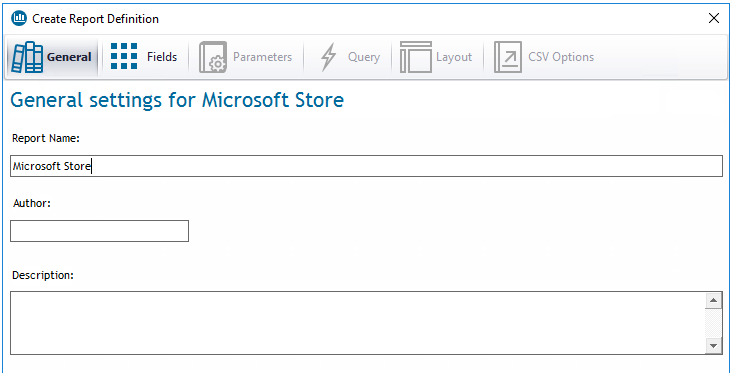 Create Report Definition
General Fields Parameters Query Layout CSV Options
General settings for Microsoft Store
Report Name:
Microsoft Store
Author:
Description: